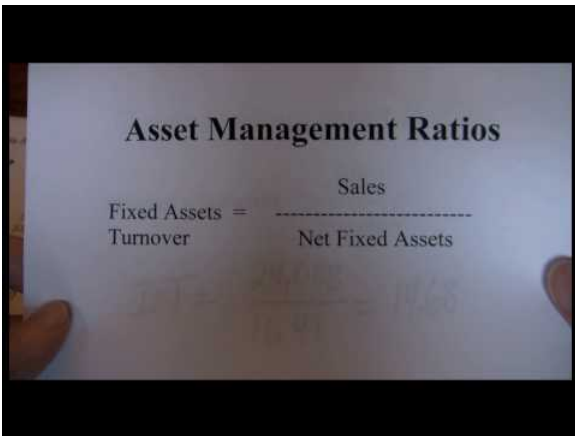 Asset Management Ratios
Sales
Fixed Assets = --------------------------
Turnover Net Fixed Assets